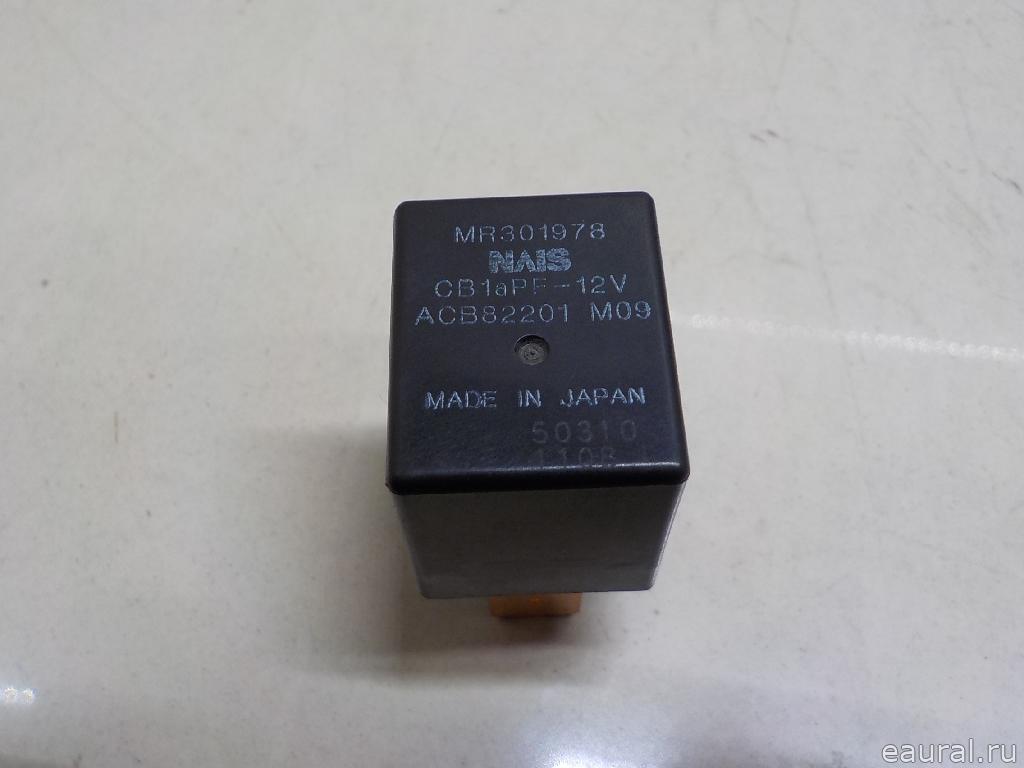 MR301978
NAIS
CB1aPF-12V
ACB82201 M09
MADE IN JAPAN
50310
eaural.ru